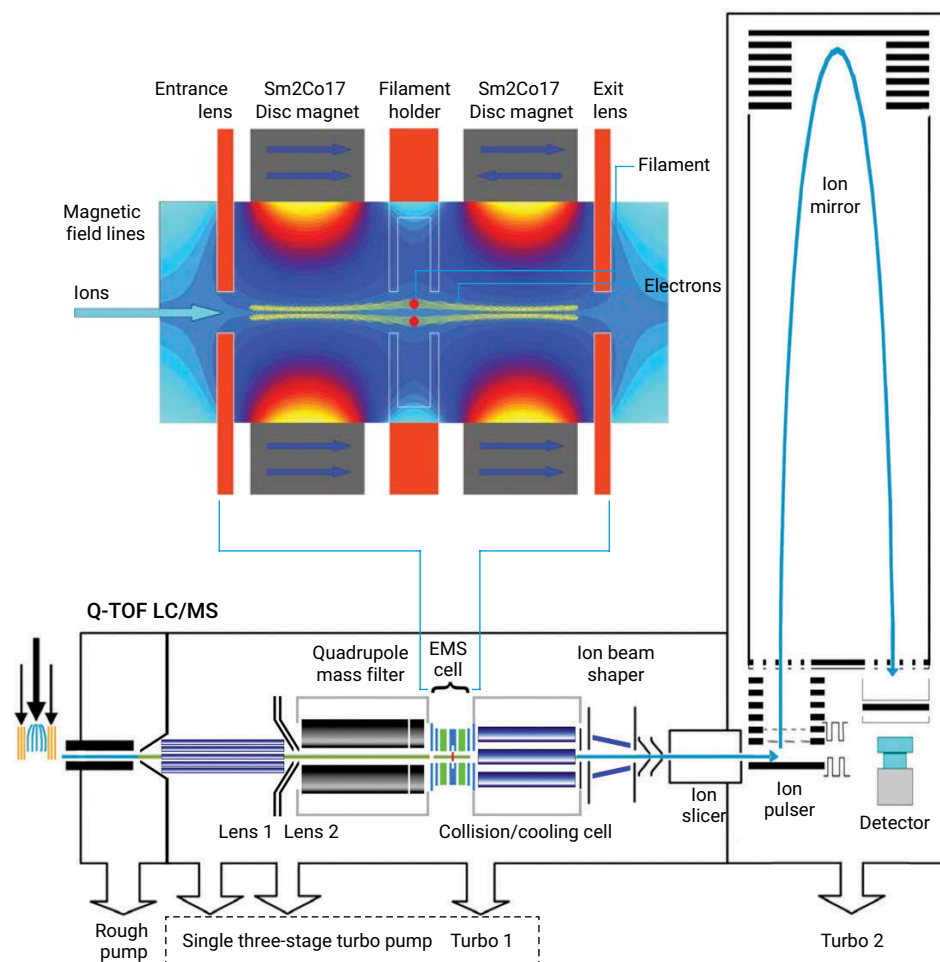 Entrance
lens
Sm2Co17
Disc magnet
Filament
holder
Sm2Co17
Disc magnet
Exit
lens
Filament
Magnetic
field lines
Ion
mirror
Ions
Electrons
Q-TOF LC/MS
Quadrupole
mass filter
EMS
cell
Ion beam
shaper
Lens 1
Lens 2
Collision/cooling cell
Ion
slicer
Ion
pulser
Detector
Rough
pump
Single three-stage turbo pump
Turbo 1
Turbo 2